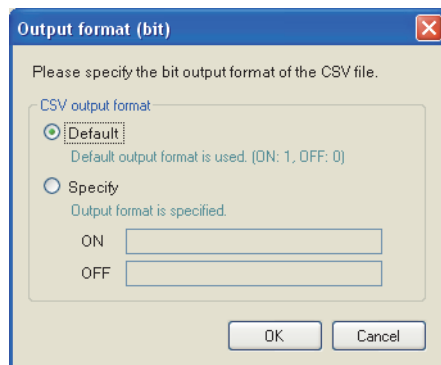 Output format (bit)
Please specify the bit output format of the CSV file.
CSV output format
Default
Default output format is used. (ON: 1, OFF: 0)
Specify
Output format is specified.
ON
OFF
OK Cancel